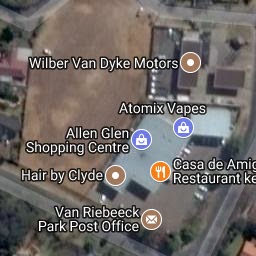 Wilber Van Dyke Motors
Atomix Vapes
Allen Glen
Shopping Centre
Casa de Amig
Restaurant ke
Hair by Clyde
Van Riebeeck
Park Post Office